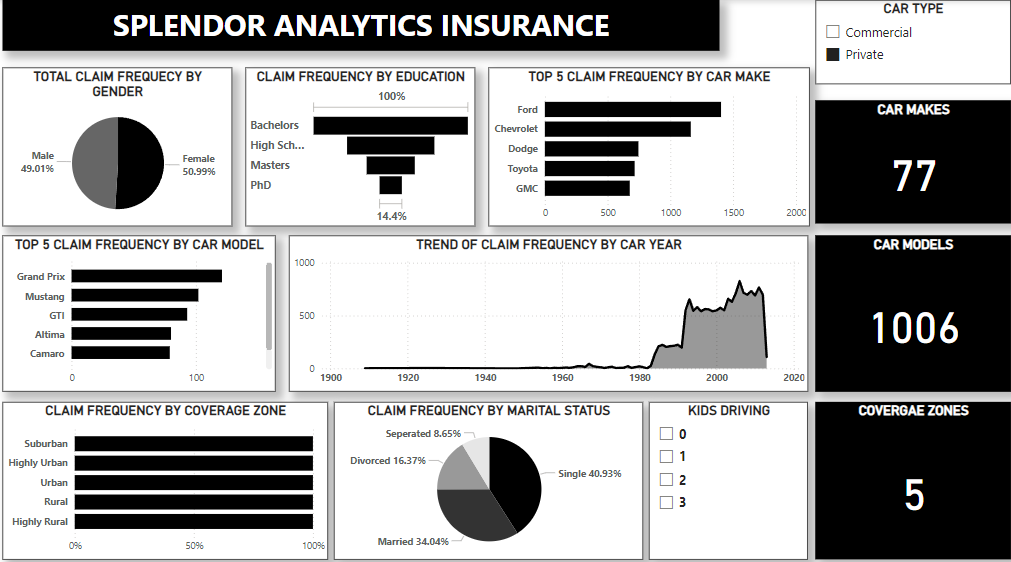 SPLENDOR ANALYTICS INSURANCE
CAR TYPE
Commercial
Private
TOTAL CLAIM FREQUECY BY
GENDER
Male
49.01%
Female
50.99%
CLAIM FREQUENCY BY EDUCATION
100%
Bachelors
High Sch...
Masters
PhD
14.4%
TOP 5 CLAIM FREQUENCY BY CAR MAKE
Ford
Chevrolet
Dodge
Toyota
GMC
0 500 1000 1500 2000
CAR MAKES
77
TOP 5 CLAIM FREQUENCY BY CAR MODEL
Grand Prix
Mustang
GTI
Altima
Camaro
0 100
TREND OF CLAIM FREQUENCY BY CAR YEAR
1000
500
0
1900 1920 1940 1960 1980 2000 2020
CAR MODELS
1006
CLAIM FREQUENCY BY COVERAGE ZONE
Suburban
Highly Urban
Urban
Rural
Highly Rural
0% 50% 100%
CLAIM FREQUENCY BY MARITAL STATUS
Seperated 8.65%
Divorced 16.37%
Single 40.93%
Married 34.04%
KIDS DRIVING
0
1
2
3
COVERGAE ZONES
5